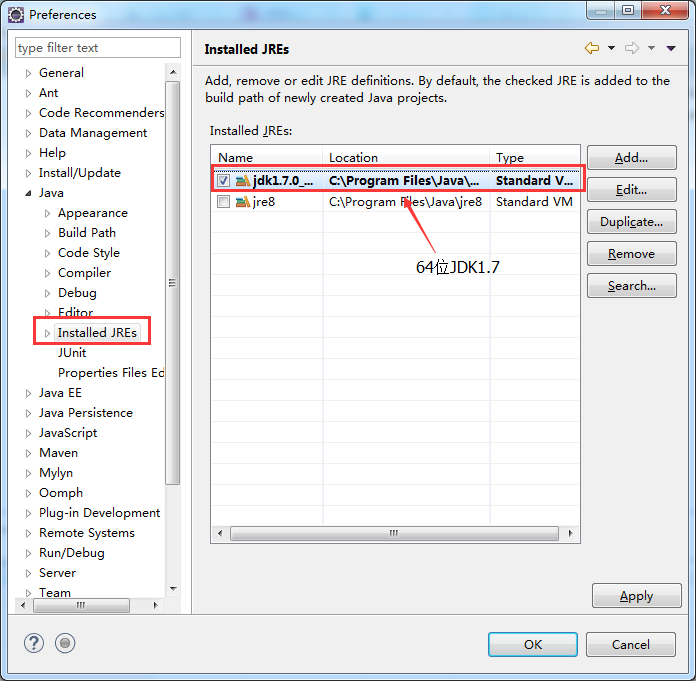 Preferences
type filter text
General
Ant
Code Recommenders
Data Management
Help
Install/Update
Java
Appearance
Build Path
Code Style
Compiler
Debug
Editor
Installed JREs
JUnit
Properties Files Ed
Java EE
Java Persistence
JavaScript
Maven
Mylyn
Oomph
Plug-in Development
Remote Systems
Run/Debug
Server
Team
Installed JREs
Add, remove or edit JRE definitions. By default, the checked JRE is added to the
build path of newly created Java projects.
Installed JREs:
Name Location Type
jdk1.7.0_... C:\Program Files\Java\... Standard V...
jre8 C:\Program Files\Java\jre8 Standard VM
64位JDK1.7
Add...
Edit...
Duplicate...
Remove
Search...
Apply
OK Cancel